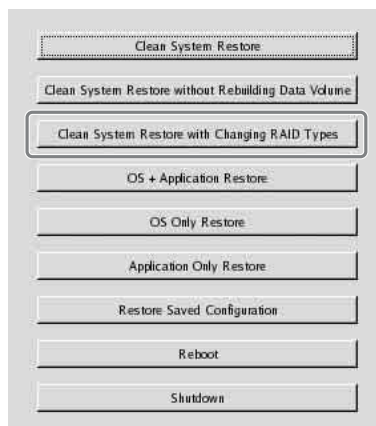 Clean System Restore
Clean System Restore without Rebuilding Data Volume
Clean System Restore with Changing RAID Types
OS + Application Restore
OS Only Restore
Application Only Restore
Restore Saved Configuration
Reboot
Shutdown